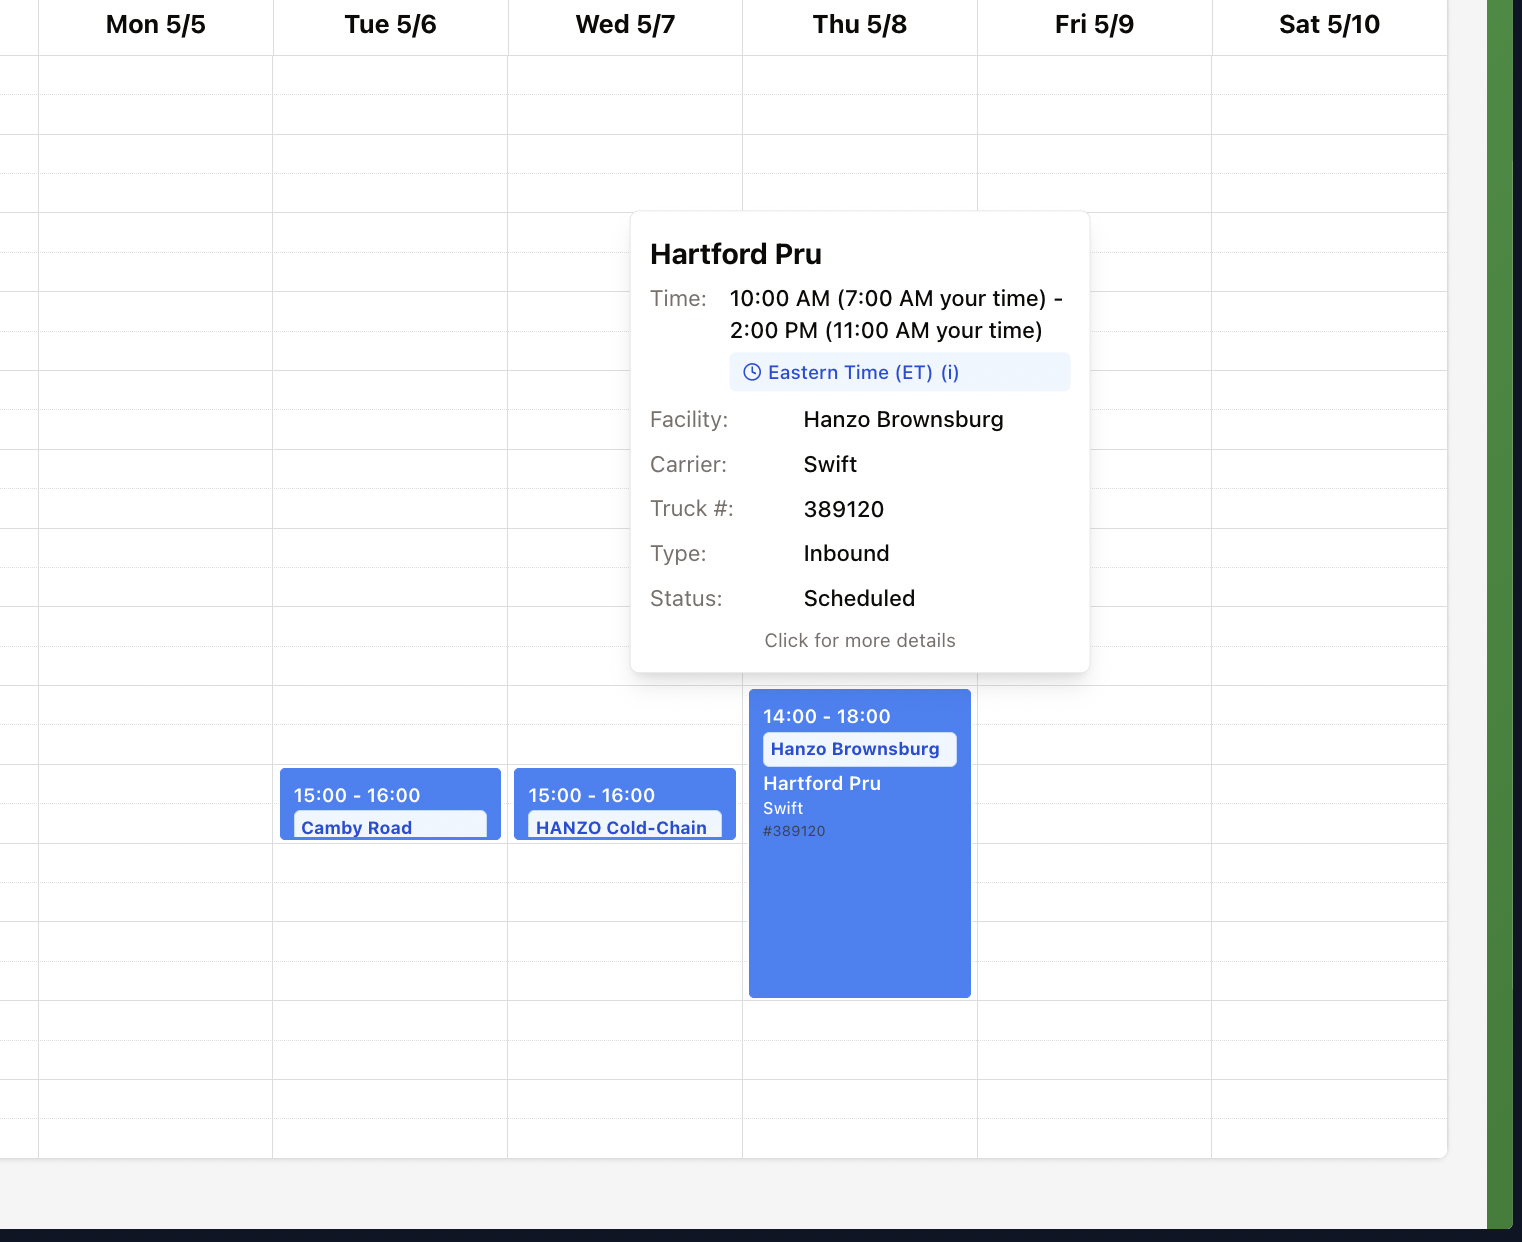 Mon 5/5 Tue 5/6 Wed 5/7 Thu 5/8 Fri 5/9 Sat 5/10
Hartford Pru
Time: 10:00 AM (7:00 AM your time) -
2:00 PM (11:00 AM your time)
Eastern Time (ET) (i)
Facility: Hanzo Brownsburg
Carrier: Swift
Truck #: 389120
Type: Inbound
Status: Scheduled
Click for more details
15:00 - 16:00
Camby Road
15:00 - 16:00
HANZO Cold-Chain
14:00 - 18:00
Hanzo Brownsburg
Hartford Pru
Swift
#389120